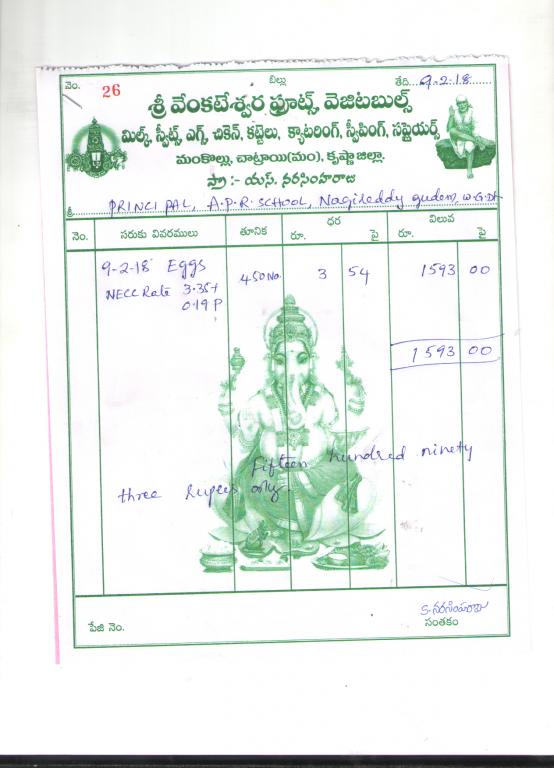 నెం. 26 బిల్లు తేది. 9-2-18
శ్రీ వేంకటేశ్వర ఫ్రూట్స్, వెజిటబుల్స్
మిల్క్, స్వీట్స్, ఎగ్స్, చికెన్, కట్టెలు, క్యాటరింగ్, స్వీపింగ్, సప్లైయర్స్
మంకొల్లు, చాట్రాయి(మం), కృష్ణా జిల్లా.
ప్రొ :- యస్. నరసింహరాజు
శ్రీ PRINCIPAL, A.P.R. SCHOOL, Nagireddy gudem, W.G.Dt.
నెం. సరుకు వివరములు తూనిక ధర రూ. పై విలువ రూ. పై
9-2-18 Eggs 450 No. 3 54 1593 00
NECC Rate 3.35+
0.19 P
1593 00
Fifteen hundred ninety
three Rupees only.
S. నరసింహరాజు
పేజి నెం. సంతకం